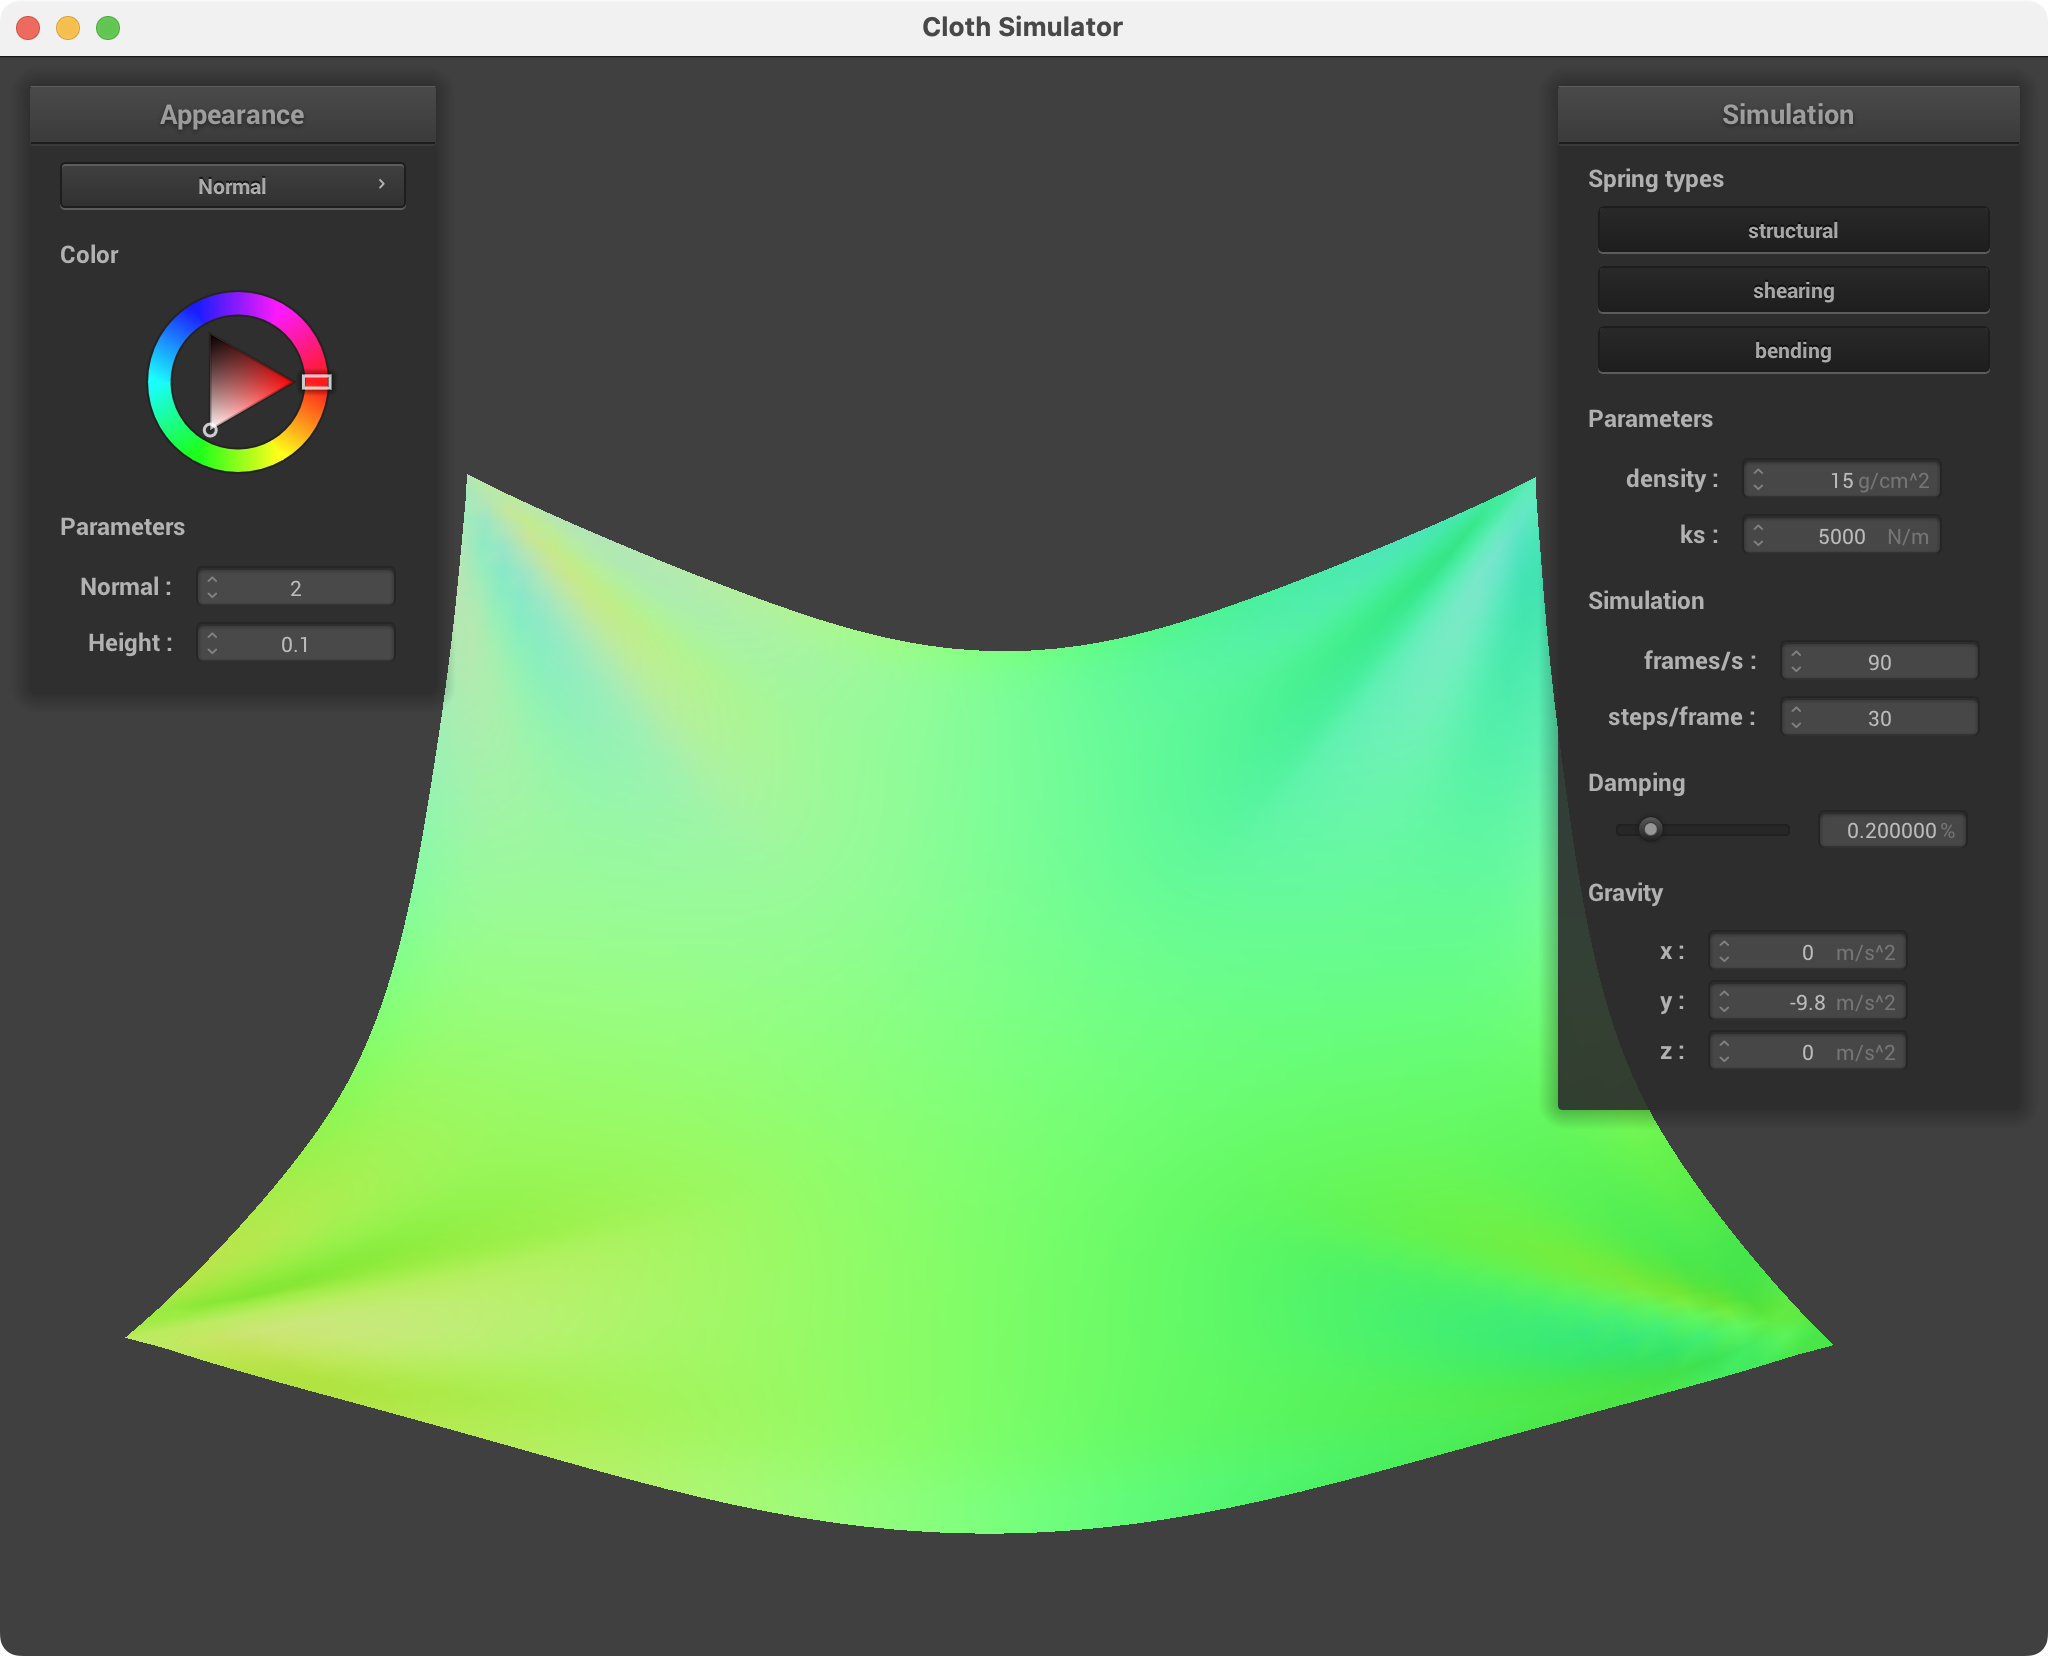 Cloth Simulator
Appearance
Normal
Color
Parameters
Normal : 2
Height : 0.1
Simulation
Spring types
structural
shearing
bending
Parameters
density : 15 g/cm^2
ks : 5000 N/m
Simulation
frames/s : 90
steps/frame : 30
Damping
0.200000 %
Gravity
x : 0 m/s^2
y : -9.8 m/s^2
z : 0 m/s^2